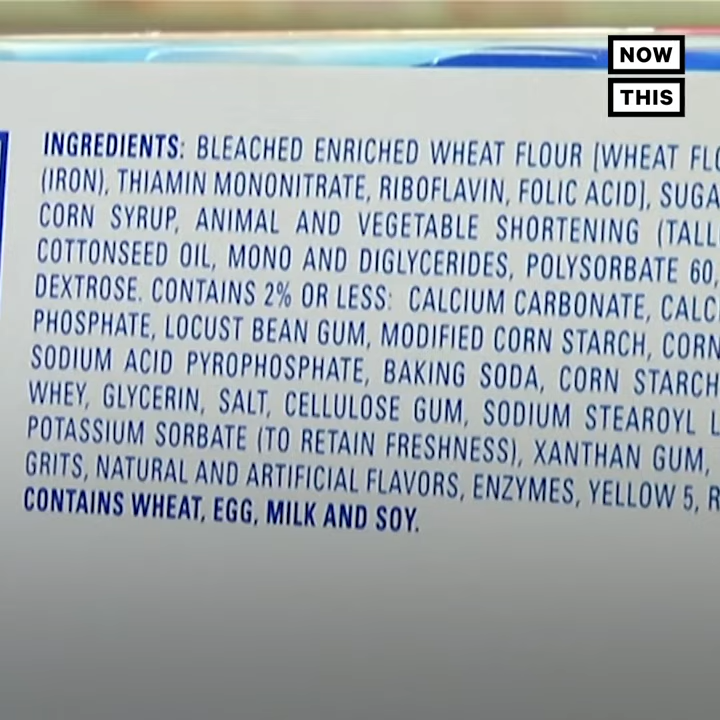 NOW
THIS
INGREDIENTS: BLEACHED ENRICHED WHEAT FLOUR [WHEAT FLO
(IRON), THIAMIN MONONITRATE, RIBOFLAVIN, FOLIC ACID], SUGA
CORN SYRUP, ANIMAL AND VEGETABLE SHORTENING (TALL
COTTONSEED OIL, MONO AND DIGLYCERIDES, POLYSORBATE 60,
DEXTROSE. CONTAINS 2% OR LESS: CALCIUM CARBONATE, CALCI
PHOSPHATE, LOCUST BEAN GUM, MODIFIED CORN STARCH, CORN
SODIUM ACID PYROPHOSPHATE, BAKING SODA, CORN STARCH
WHEY, GLYCERIN, SALT, CELLULOSE GUM, SODIUM STEAROYL L
POTASSIUM SORBATE (TO RETAIN FRESHNESS), XANTHAN GUM,
GRITS, NATURAL AND ARTIFICIAL FLAVORS, ENZYMES, YELLOW 5, R
CONTAINS WHEAT, EGG, MILK AND SOY.